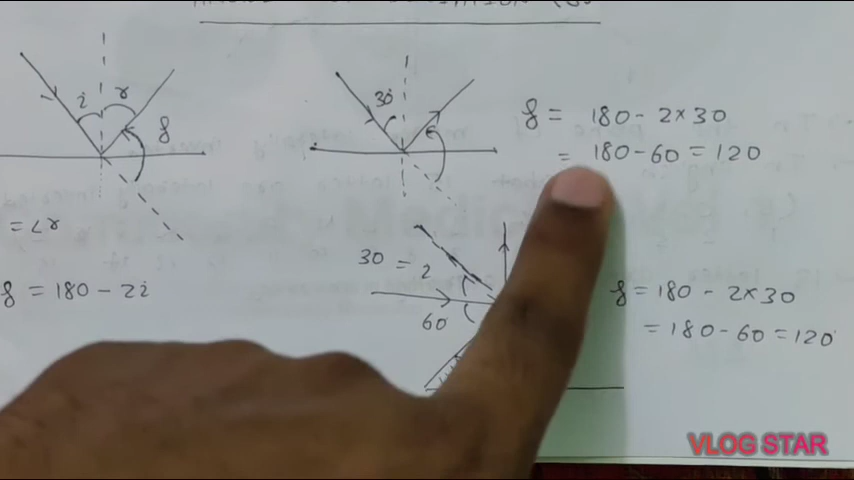 i r
δ
= ∠r
δ = 180 - 2i
30
δ = 180 - 2×30
= 180 - 60 = 120
30 = i
60
δ = 180 - 2×30
= 180 - 60 = 120
VLOG STAR